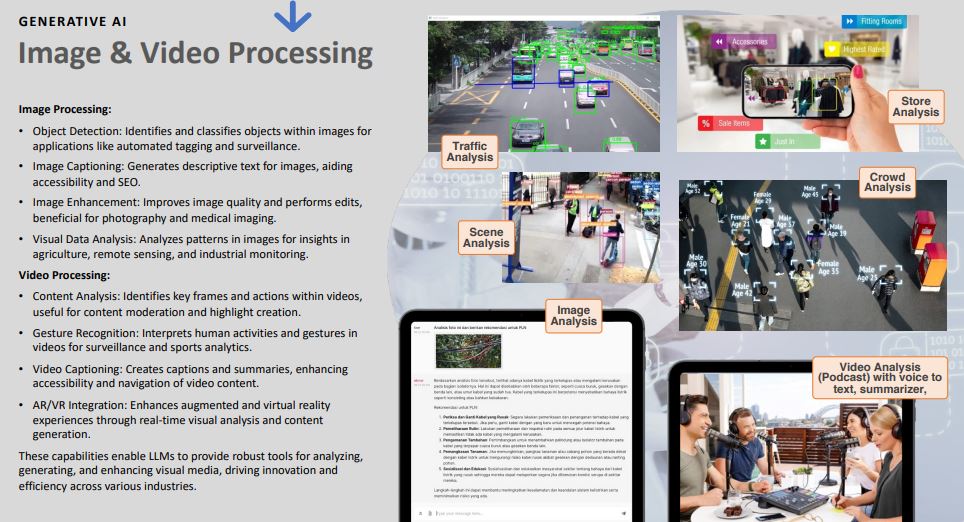 GENERATIVE AI
Image & Video Processing
Image Processing:
• Object Detection: Identifies and classifies objects within images for
applications like automated tagging and surveillance.
• Image Captioning: Generates descriptive text for images, aiding
accessibility and SEO.
• Image Enhancement: Improves image quality and performs edits,
beneficial for photography and medical imaging.
• Visual Data Analysis: Analyzes patterns in images for insights in
agriculture, remote sensing, and industrial monitoring.
Video Processing:
• Content Analysis: Identifies key frames and actions within videos,
useful for content moderation and highlight creation.
• Gesture Recognition: Interprets human activities and gestures in
videos for surveillance and sports analytics.
• Video Captioning: Creates captions and summaries, enhancing
accessibility and navigation of video content.
• AR/VR Integration: Enhances augmented and virtual reality
experiences through real-time visual analysis and content
generation.
These capabilities enable LLMs to provide robust tools for analyzing,
generating, and enhancing visual media, driving innovation and
efficiency across various industries.
Traffic
Analysis
Fitting Rooms
Accessories
Highest Rated
Sale Items
Just In
Store
Analysis
Scene
Analysis
Crowd
Analysis
Female
Age 29
Age 45
Female
Age 21
Age 37
Male
Age 19
Male
Age 30
Female
Age 35
Male
Age 25
Male
Age 42
Image
Analysis
Analisis foto ini dan berikan rekomendasi untuk PLN
Rekomendasi untuk PLN:
Type your message here...
Video Analysis
(Podcast) with voice to
text, summarizer,